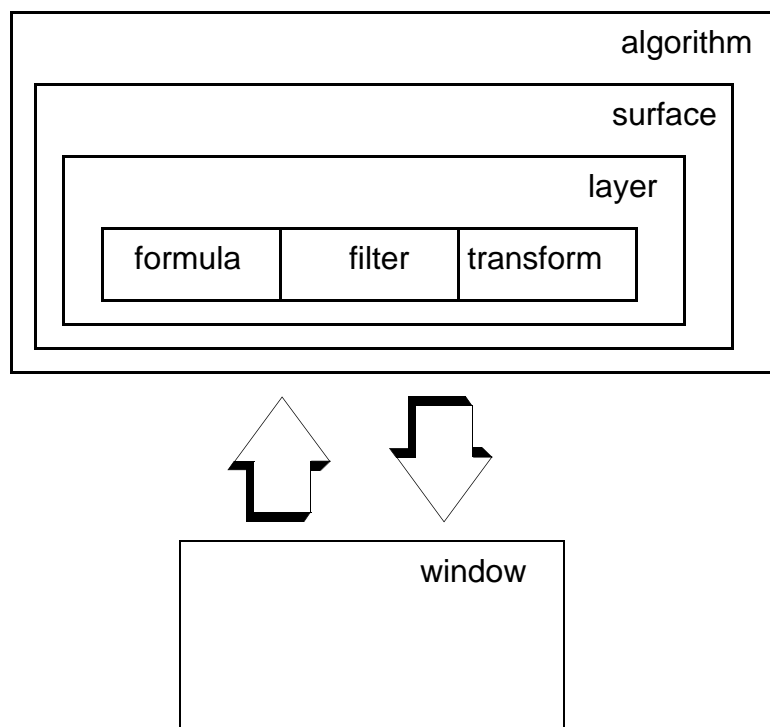 algorithm
surface
layer
formula filter transform
window